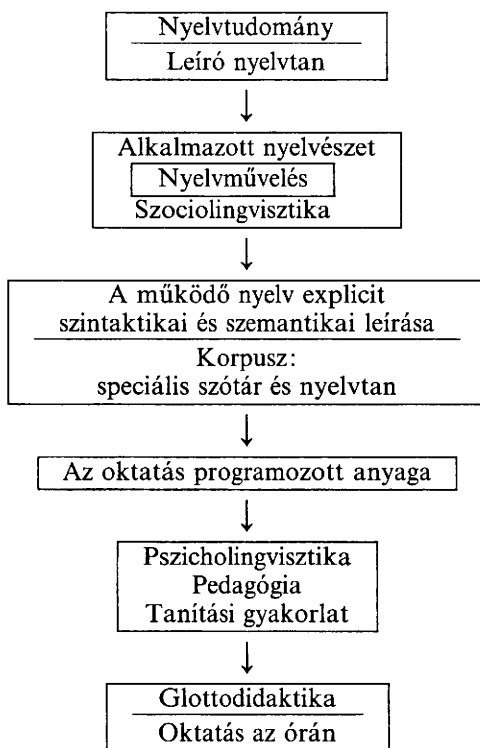 Nyelvtudomány
Leíró nyelvtan
↓
Alkalmazott nyelvészet
Nyelvművelés
Szociolingvisztika
↓
A működő nyelv explicit
szintaktikai és szemantikai leírása
Korpusz:
speciális szótár és nyelvtan
↓
Az oktatás programozott anyaga
↓
Pszicholingvisztika
Pedagógia
Tanítási gyakorlat
↓
Glottodidaktika
Oktatás az órán